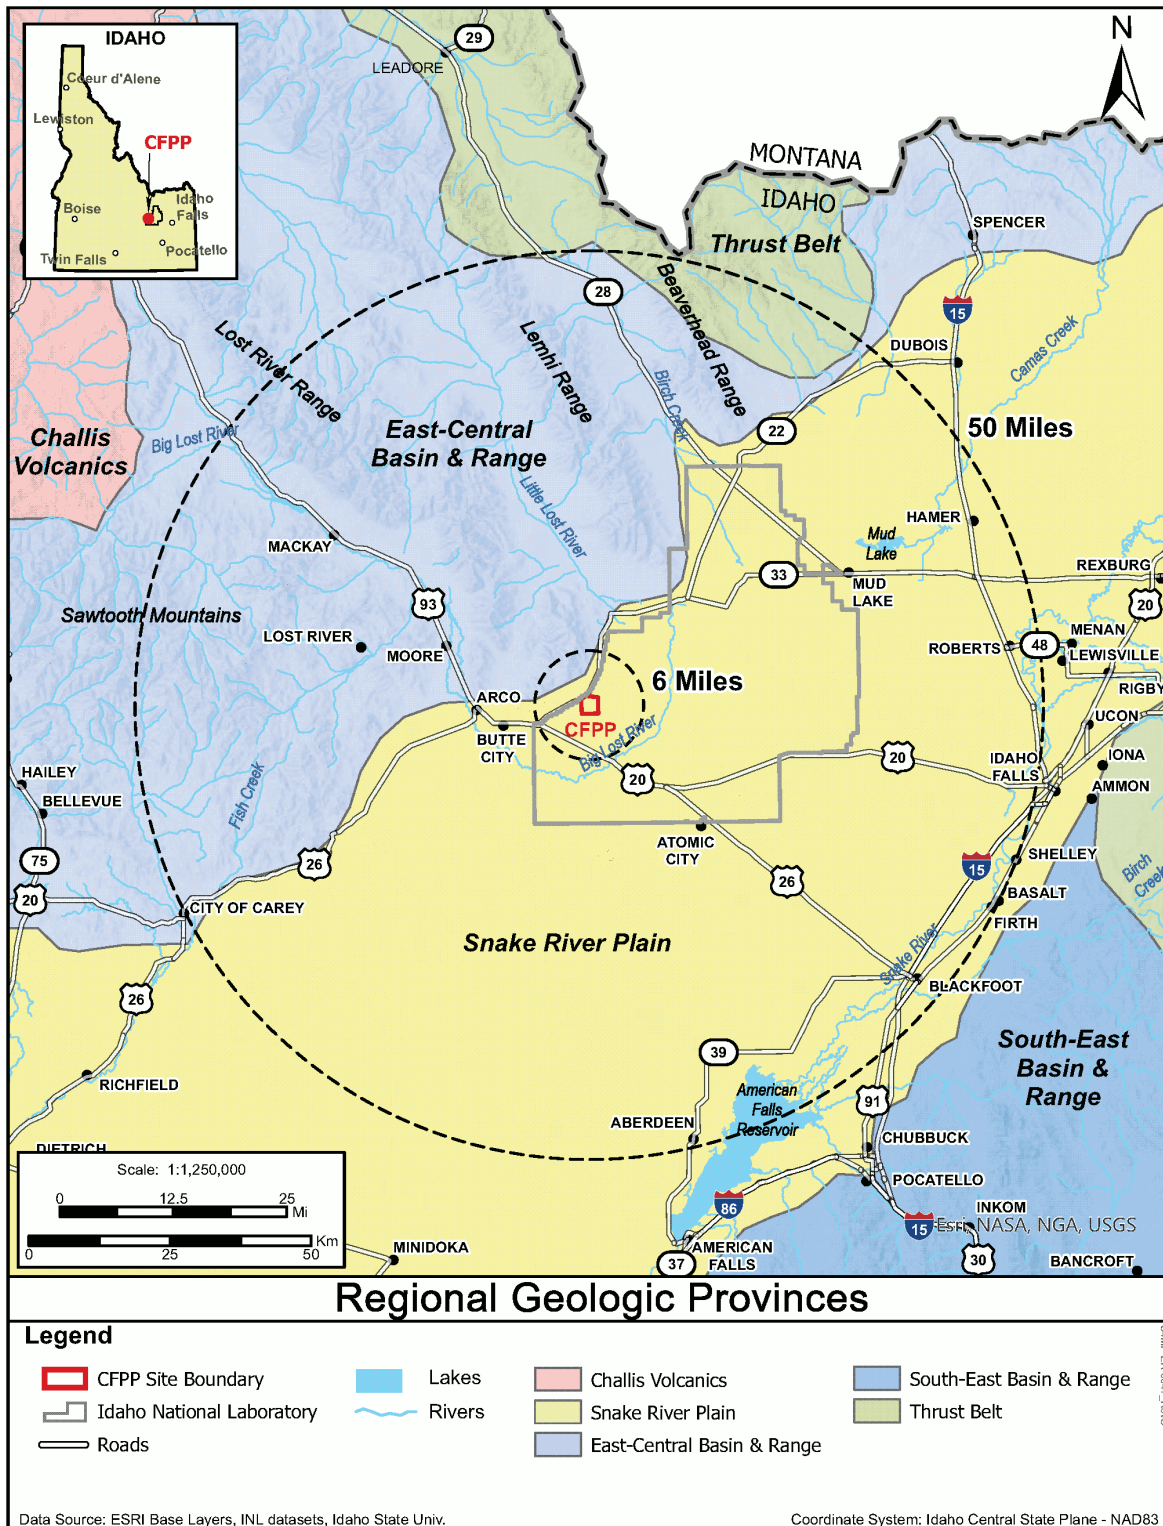 IDAHO
Coeur d'Alene
Lewiston
CFPP
Boise
Idaho
Falls
Twin Falls
Pocatello
29
LEADORE
N
MONTANA
IDAHO
Thrust Belt
SPENCER
28
15
Beaverhead Range
Lemhi Range
Lost River Range
DUBOIS
Camas Creek
Birch Creek
Challis
Volcanics
Big Lost River
East-Central
Basin & Range
22
50 Miles
Little Lost River
HAMER
Mud
Lake
MACKAY
REXBURG
33
MUD
LAKE
93
20
Sawtooth Mountains
LOST RIVER
MOORE
MENAN
ROBERTS
48
LEWISVILLE
6 Miles
RIGBY
ARCO
CFPP
UCON
BUTTE
CITY
Big Lost River
IDAHO
FALLS
IONA
20
20
AMMON
HAILEY
BELLEVUE
Fish Creek
ATOMIC
CITY
SHELLEY
75
26
15
Birch
Creek
26
BASALT
20
CITY OF CAREY
FIRTH
Snake River Plain
Snake River
BLACKFOOT
26
South-East
Basin &
Range
39
RICHFIELD
American
Falls
Reservoir
91
ABERDEEN
CHUBBUCK
DIETRICH
POCATELLO
Scale: 1:1,250,000
0 12.5 25
Mi
Km
0 25 50
86
INKOM
15
Esri, NASA, NGA, USGS
MINIDOKA
AMERICAN
FALLS
37
30
BANCROFT
Regional Geologic Provinces
Legend
CFPP Site Boundary
Idaho National Laboratory
Roads
Lakes
Rivers
Challis Volcanics
Snake River Plain
East-Central Basin & Range
South-East Basin & Range
Thrust Belt
Data Source: ESRI Base Layers, INL datasets, Idaho State Univ.
Coordinate System: Idaho Central State Plane - NAD83